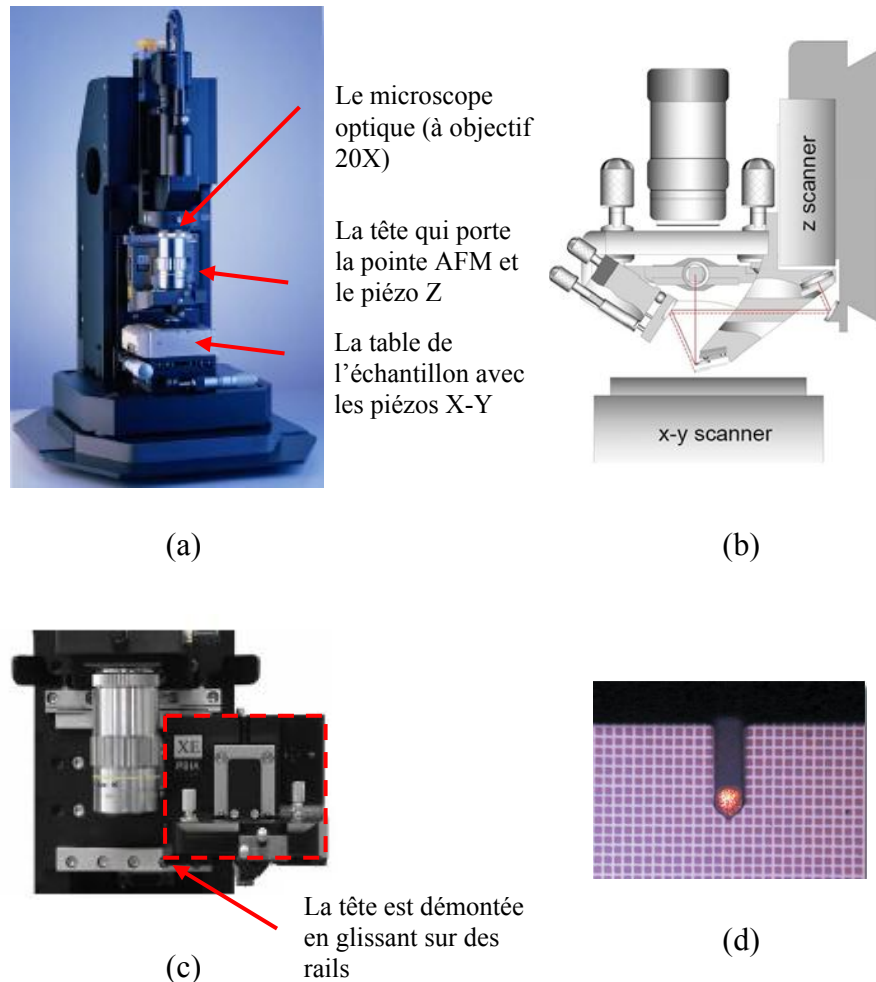 Le microscope
optique (à objectif
20X)
La tête qui porte
la pointe AFM et
le piézo Z
La table de
l’échantillon avec
les piézos X-Y
z scanner
x-y scanner
(a)
(b)
XE
La tête est démontée
en glissant sur des
rails
(c)
(d)